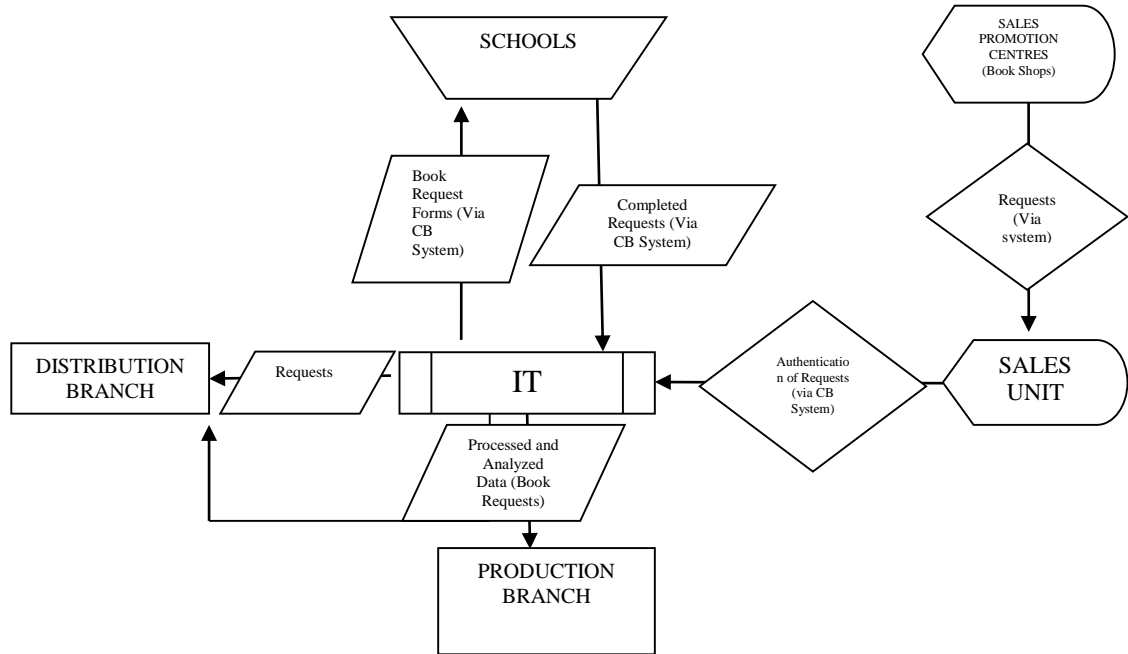 SCHOOLS
SALES
PROMOTION
CENTRES
(Book Shops)
Book
Request
Forms (Via
CB
System)
Completed
Requests (Via
CB System)
Requests
(Via
system)
DISTRIBUTION
BRANCH
Requests
IT
Authenticatio
n of Requests
(via CB
System)
SALES
UNIT
Processed and
Analyzed
Data (Book
Requests)
PRODUCTION
BRANCH